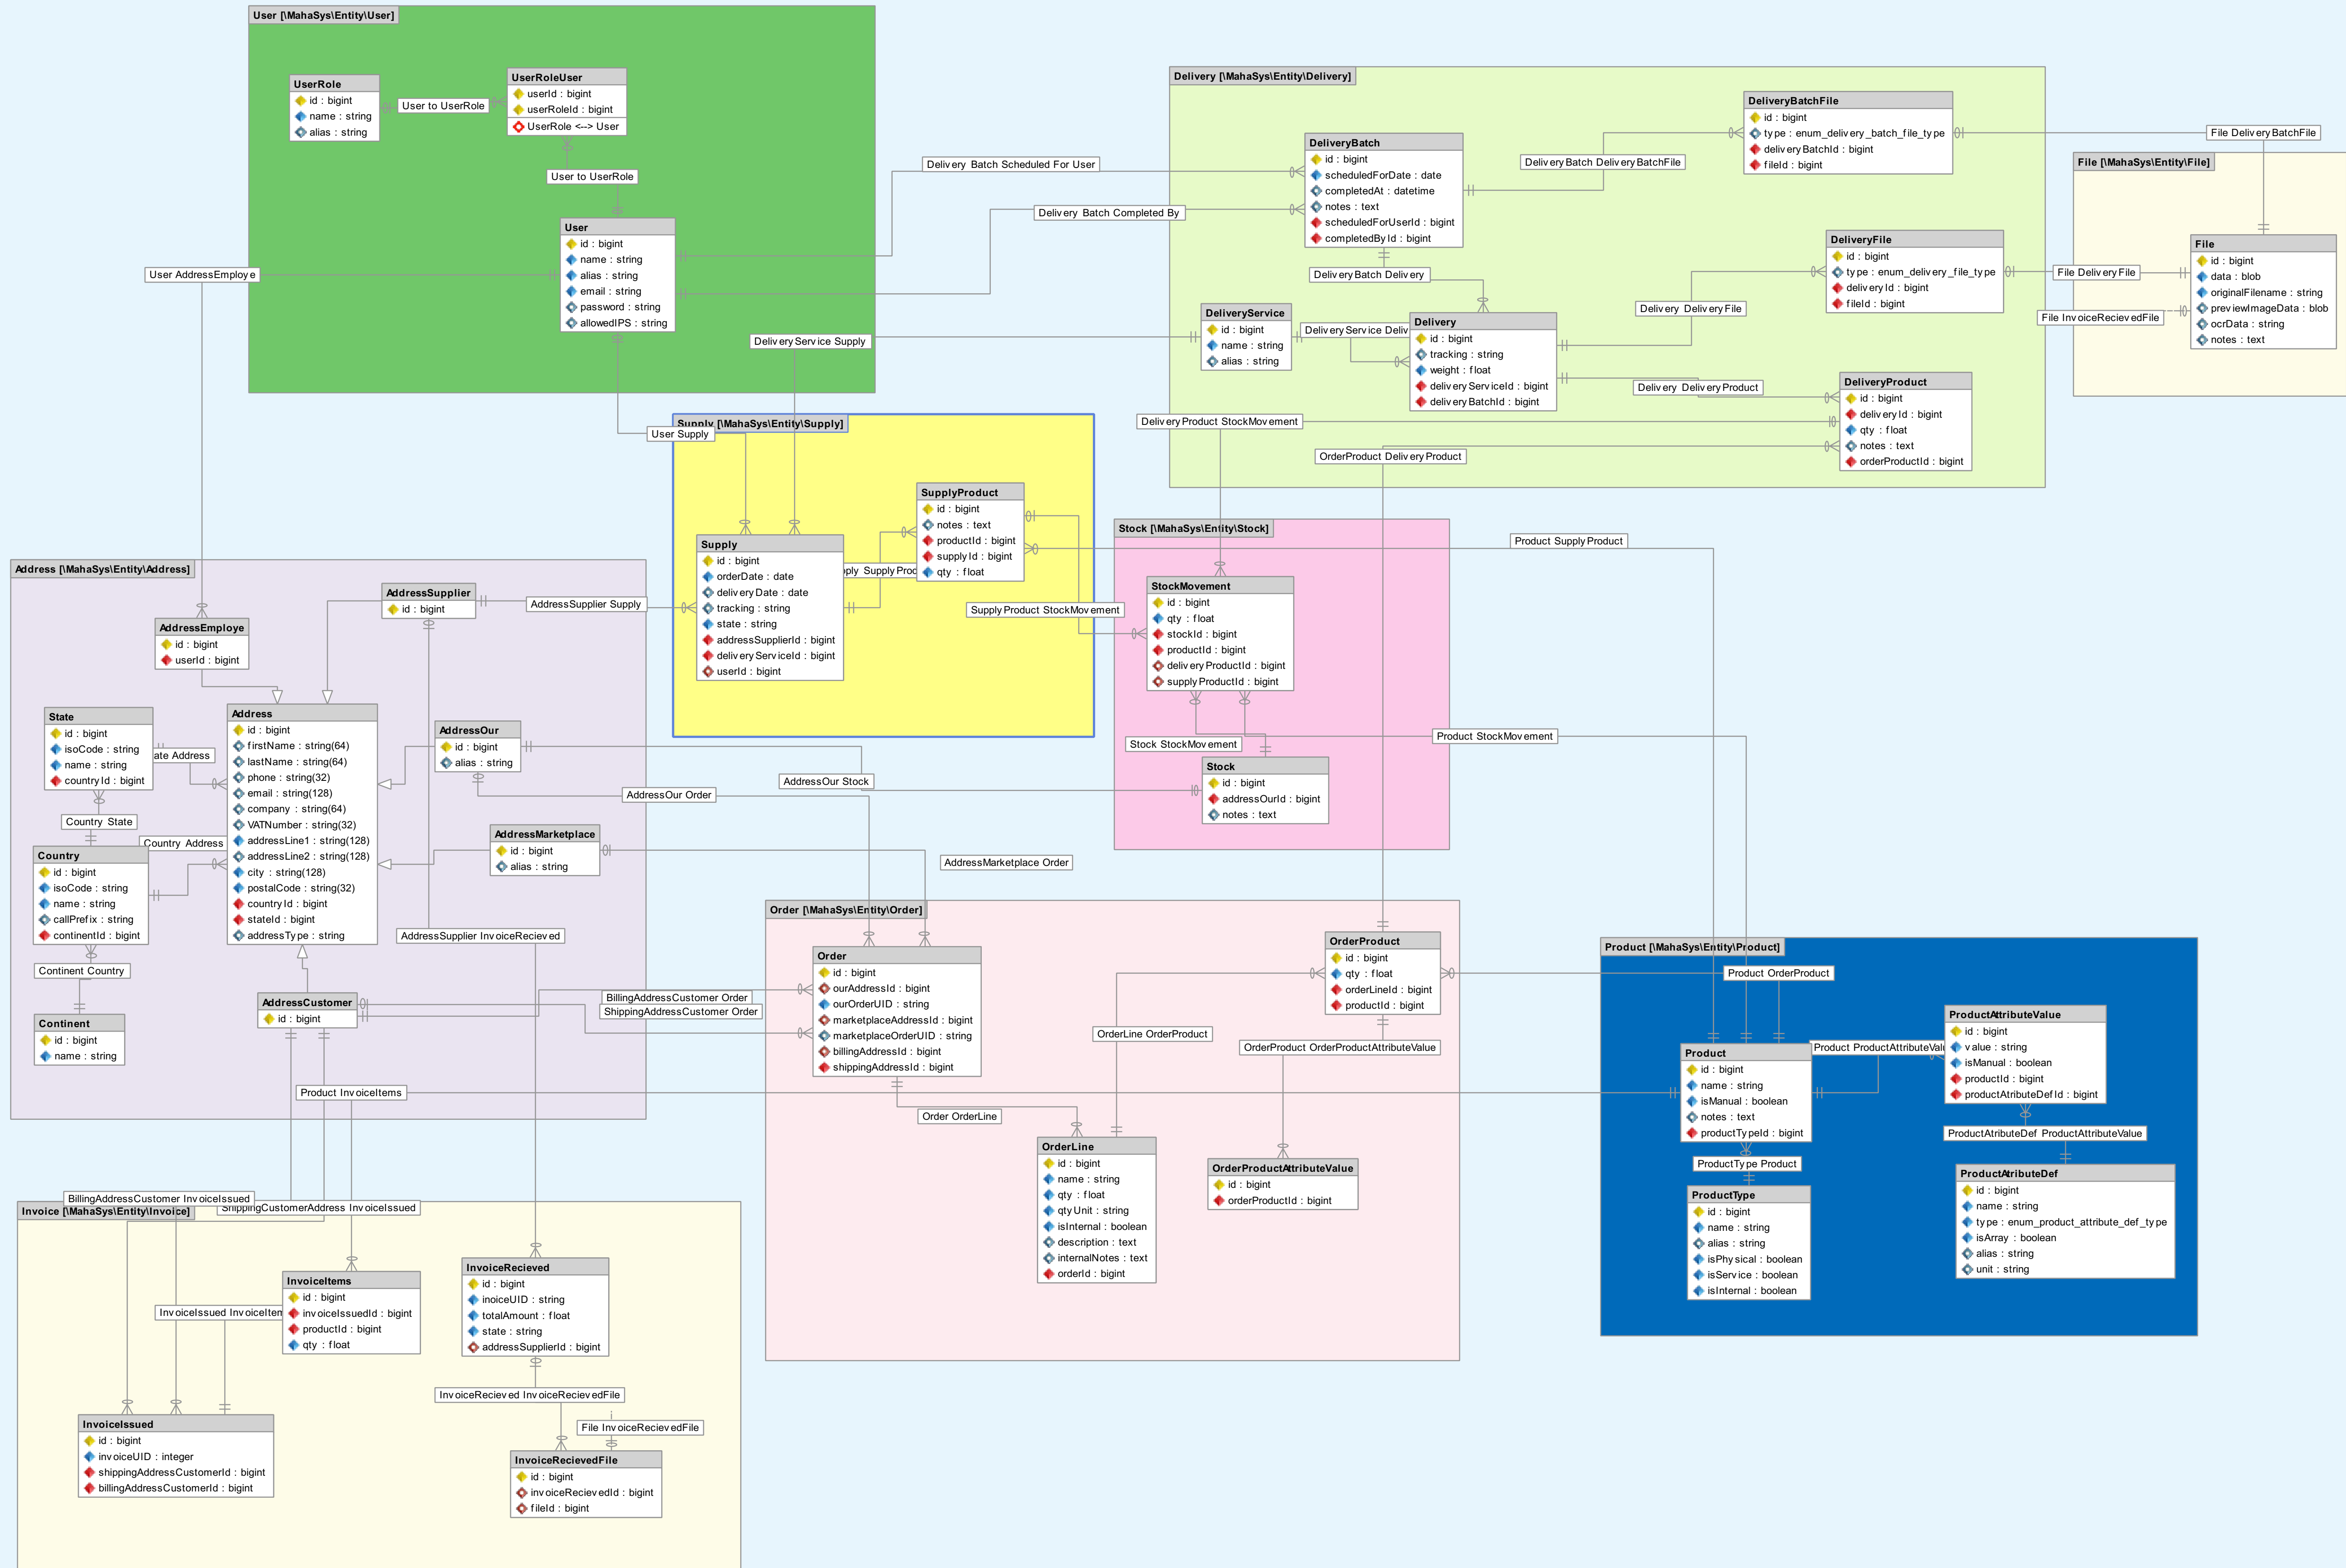 User [\MahaSys\Entity\User]
UserRole
id : bigint
name : string
alias : string
User to UserRole
UserRoleUser
userId : bigint
userRoleId : bigint
UserRole <--> User
User to UserRole
User
id : bigint
name : string
alias : string
email : string
password : string
allowedIPS : string
User AddressEmploye
Delivery Batch Scheduled For User
Delivery Batch Completed By
DeliveryService Supply
User Supply
Delivery [\MahaSys\Entity\Delivery]
DeliveryBatch
id : bigint
scheduledForDate : date
completedAt : datetime
notes : text
scheduledForUserId : bigint
completedById : bigint
DeliveryBatch DeliveryBatchFile
DeliveryBatchFile
id : bigint
type : enum_delivery_batch_file_type
deliveryBatchId : bigint
fileId : bigint
File DeliveryBatchFile
DeliveryBatch Delivery
DeliveryService
id : bigint
name : string
alias : string
DeliveryService Deliv
Delivery
id : bigint
tracking : string
weight : float
deliveryServiceId : bigint
deliveryBatchId : bigint
Delivery DeliveryFile
DeliveryFile
id : bigint
type : enum_delivery_file_type
deliveryId : bigint
fileId : bigint
File DeliveryFile
File InvoiceRecievedFile
Delivery DeliveryProduct
DeliveryProduct
id : bigint
deliveryId : bigint
qty : float
notes : text
orderProductId : bigint
DeliveryProduct StockMovement
OrderProduct DeliveryProduct
File [\MahaSys\Entity\File]
File
id : bigint
data : blob
originalFilename : string
previewImageData : blob
ocrData : string
notes : text
Supply [\MahaSys\Entity\Supply]
Supply
id : bigint
orderDate : date
deliveryDate : date
tracking : string
state : string
addressSupplierId : bigint
deliveryServiceId : bigint
userId : bigint
pply SupplyProd
SupplyProduct
id : bigint
notes : text
productId : bigint
supplyId : bigint
qty : float
SupplyProduct StockMovement
Product SupplyProduct
Stock [\MahaSys\Entity\Stock]
StockMovement
id : bigint
qty : float
stockId : bigint
productId : bigint
deliveryProductId : bigint
supplyProductId : bigint
Stock StockMovement
Product StockMovement
Stock
id : bigint
addressOurId : bigint
notes : text
Address [\MahaSys\Entity\Address]
AddressSupplier
id : bigint
AddressSupplier Supply
AddressEmploye
id : bigint
userId : bigint
State
id : bigint
isoCode : string
name : string
countryId : bigint
ate Address
Country State
Country Address
Country
id : bigint
isoCode : string
name : string
callPrefix : string
continentId : bigint
Continent Country
Continent
id : bigint
name : string
Address
id : bigint
firstName : string(64)
lastName : string(64)
phone : string(32)
email : string(128)
company : string(64)
VATNumber : string(32)
addressLine1 : string(128)
addressLine2 : string(128)
city : string(128)
postalCode : string(32)
countryId : bigint
stateId : bigint
addressType : string
AddressOur
id : bigint
alias : string
AddressOur Stock
AddressOur Order
AddressMarketplace
id : bigint
alias : string
AddressMarketplace Order
AddressSupplier InvoiceRecieved
AddressCustomer
id : bigint
BillingAddressCustomer Order
ShippingAddressCustomer Order
Product InvoiceItems
Order [\MahaSys\Entity\Order]
Order
id : bigint
ourAddressId : bigint
ourOrderUID : string
marketplaceAddressId : bigint
marketplaceOrderUID : string
billingAddressId : bigint
shippingAddressId : bigint
Order OrderLine
OrderProduct
id : bigint
qty : float
orderLineId : bigint
productId : bigint
OrderLine OrderProduct
OrderProduct OrderProductAttributeValue
OrderLine
id : bigint
name : string
qty : float
qtyUnit : string
isInternal : boolean
description : text
internalNotes : text
orderId : bigint
OrderProductAttributeValue
id : bigint
orderProductId : bigint
Product [\MahaSys\Entity\Product]
Product OrderProduct
Product
id : bigint
name : string
isManual : boolean
notes : text
productTypeId : bigint
Product ProductAttributeValu
ProductAttributeValue
id : bigint
value : string
isManual : boolean
productId : bigint
productAtributeDefId : bigint
ProductAtributeDef ProductAttributeValue
ProductType Product
ProductType
id : bigint
name : string
alias : string
isPhysical : boolean
isService : boolean
isInternal : boolean
ProductAtributeDef
id : bigint
name : string
type : enum_product_attribute_def_type
isArray : boolean
alias : string
unit : string
BillingAddressCustomer InvoiceIssued
ShippingCustomerAddress InvoiceIssued
Invoice [\MahaSys\Entity\Invoice]
InvoiceItems
id : bigint
invoiceIssuedId : bigint
productId : bigint
qty : float
InvoiceIssued InvoiceItem
InvoiceIssued
id : bigint
invoiceUID : integer
shippingAddressCustomerId : bigint
billingAddressCustomerId : bigint
InvoiceRecieved
id : bigint
inoiceUID : string
totalAmount : float
state : string
addressSupplierId : bigint
InvoiceRecieved InvoiceRecievedFile
File InvoiceRecievedFile
InvoiceRecievedFile
id : bigint
invoiceRecievedId : bigint
fileId : bigint